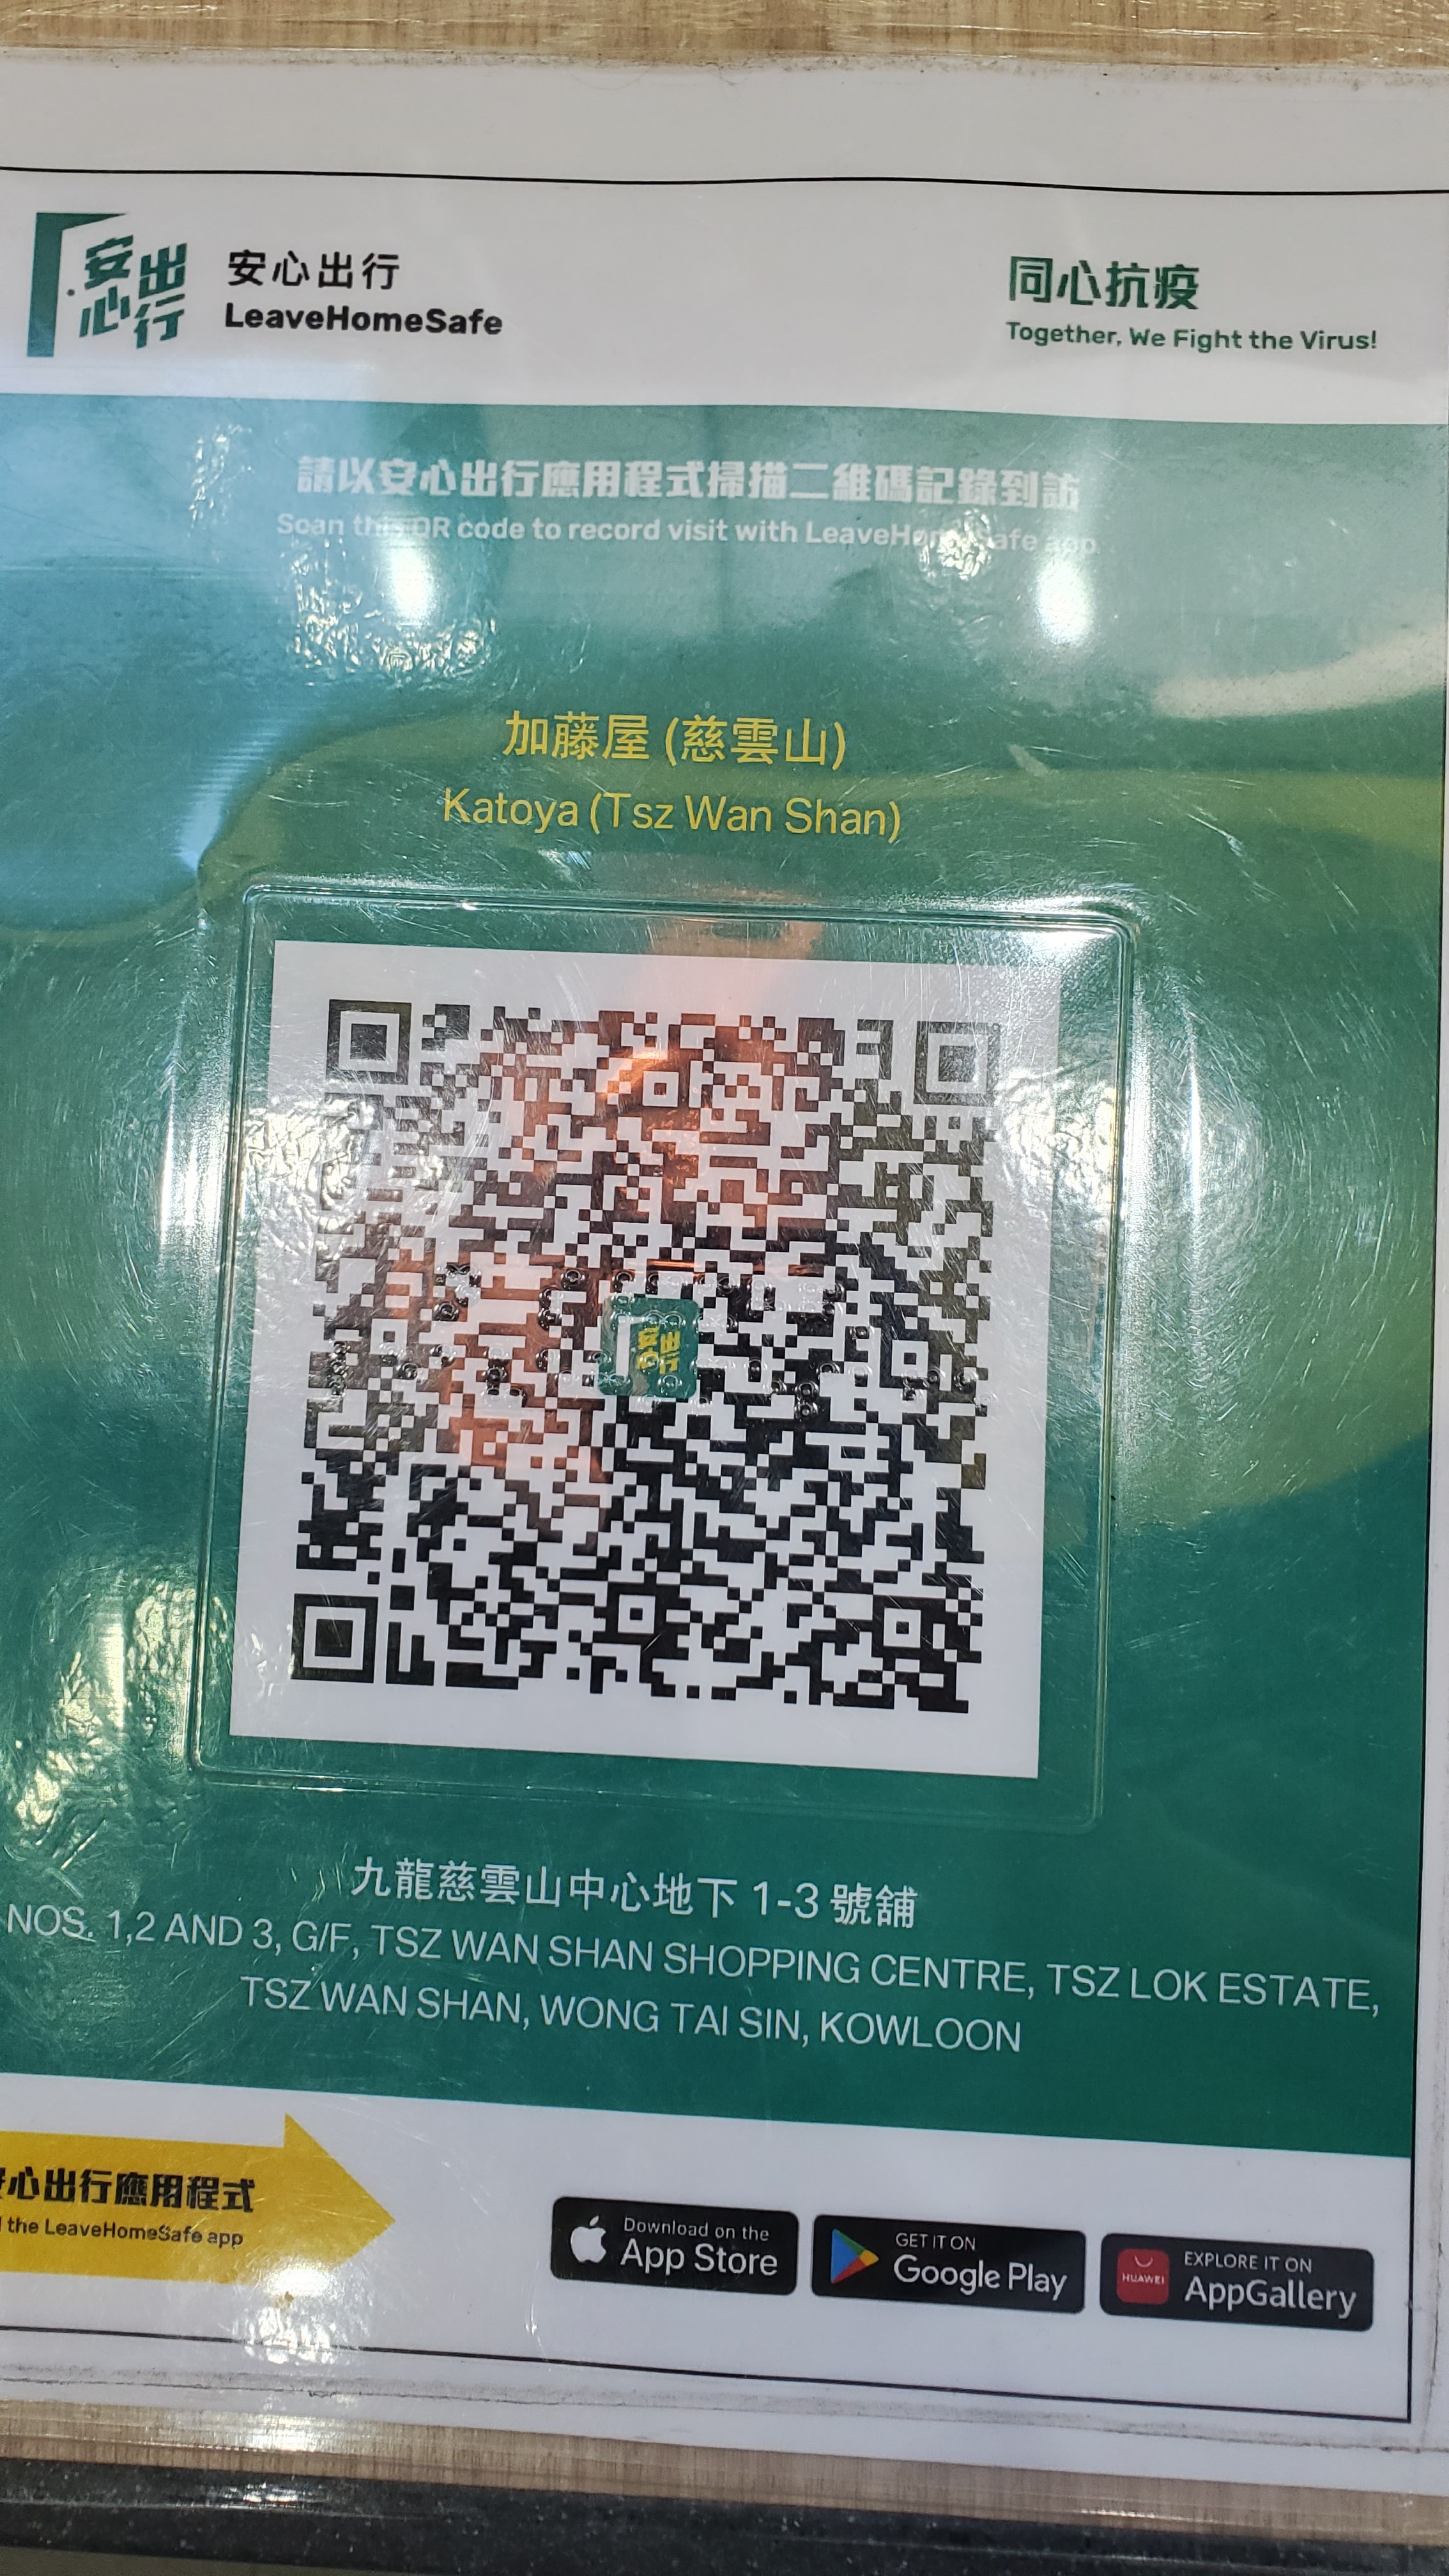 安心出行
安心出行
LeaveHomeSafe
同心抗疫
Together, We Fight the Virus!
請以安心出行應用程式掃描二維碼記錄到訪
Scan this QR code to record visit with LeaveHomeSafe app
加藤屋 (慈雲山)
Katoya (Tsz Wan Shan)
安心出行
九龍慈雲山中心地下 1-3 號舖
NOS. 1,2 AND 3, G/F, TSZ WAN SHAN SHOPPING CENTRE, TSZ LOK ESTATE,
TSZ WAN SHAN, WONG TAI SIN, KOWLOON
心出行應用程式
the LeaveHomeSafe app
Download on the
App Store
GET IT ON
Google Play
HUAWEI
EXPLORE IT ON
AppGallery